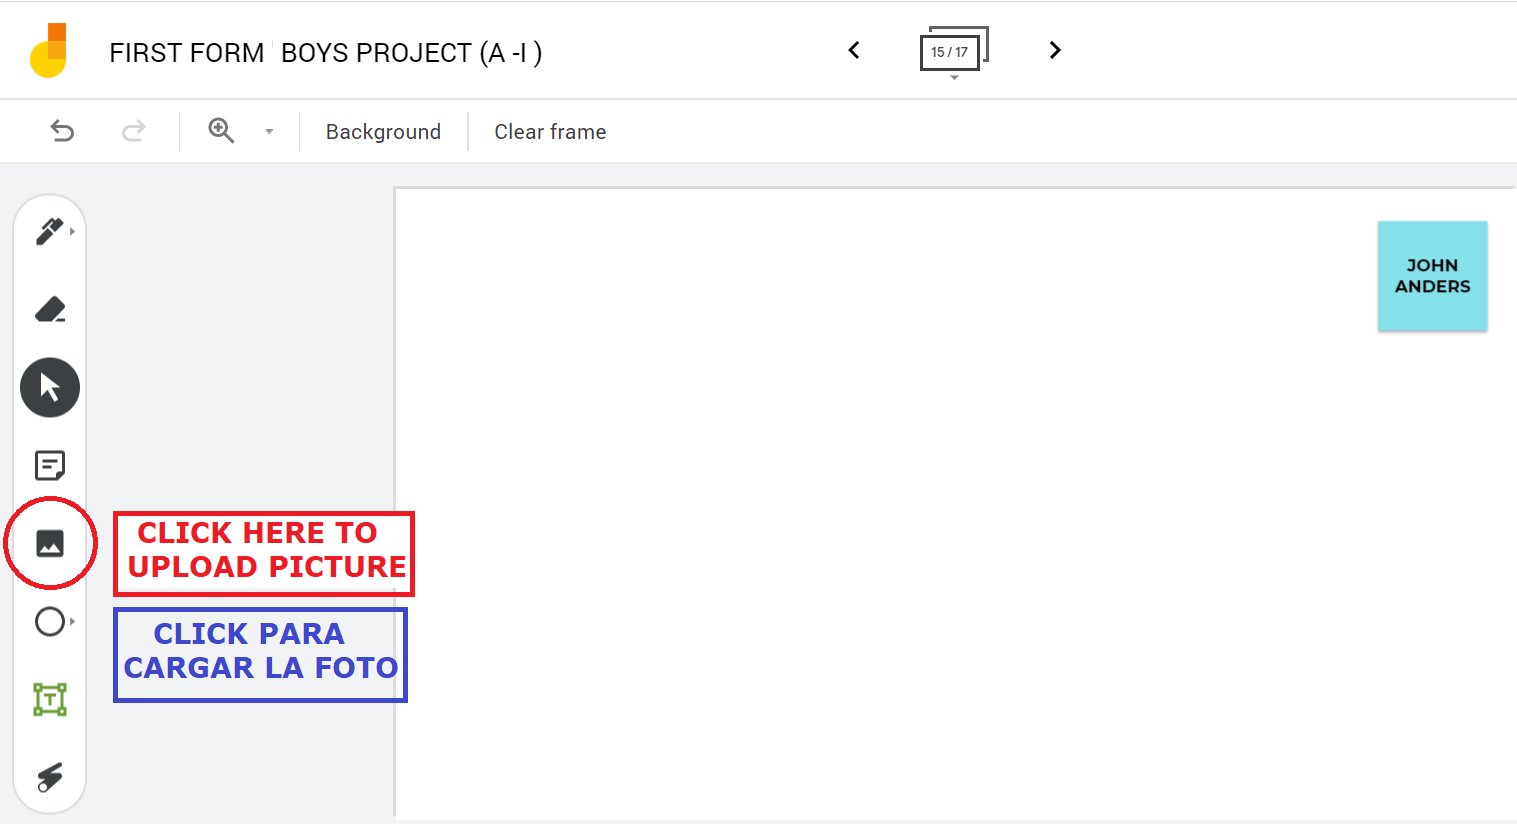 FIRST FORM BOYS PROJECT (A -I )
15 / 17
Background
Clear frame
JOHN
ANDERS
CLICK HERE TO
UPLOAD PICTURE
CLICK PARA
CARGAR LA FOTO
T